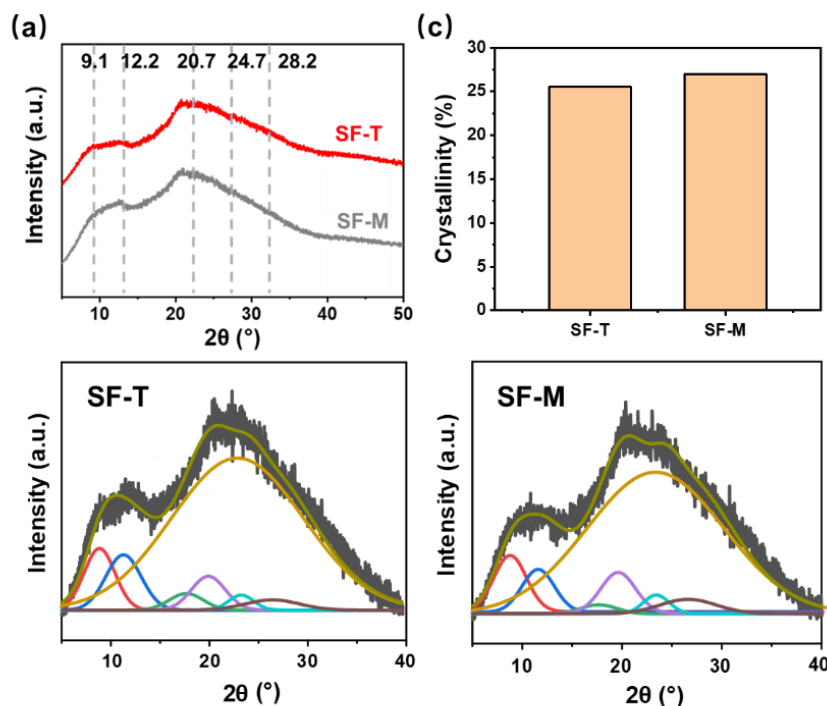 (a)
9.1 12.2 20.7 24.7 28.2
SF-T
SF-M
Intensity (a.u.)
10 20 30 40 50
2θ (°)
(c)
30
25
20
15
10
5
0
Crystallinity (%)
SF-T SF-M
SF-T
Intensity (a.u.)
10 20 30 40
2θ (°)
SF-M
Intensity (a.u.)
10 20 30 40
2θ (°)